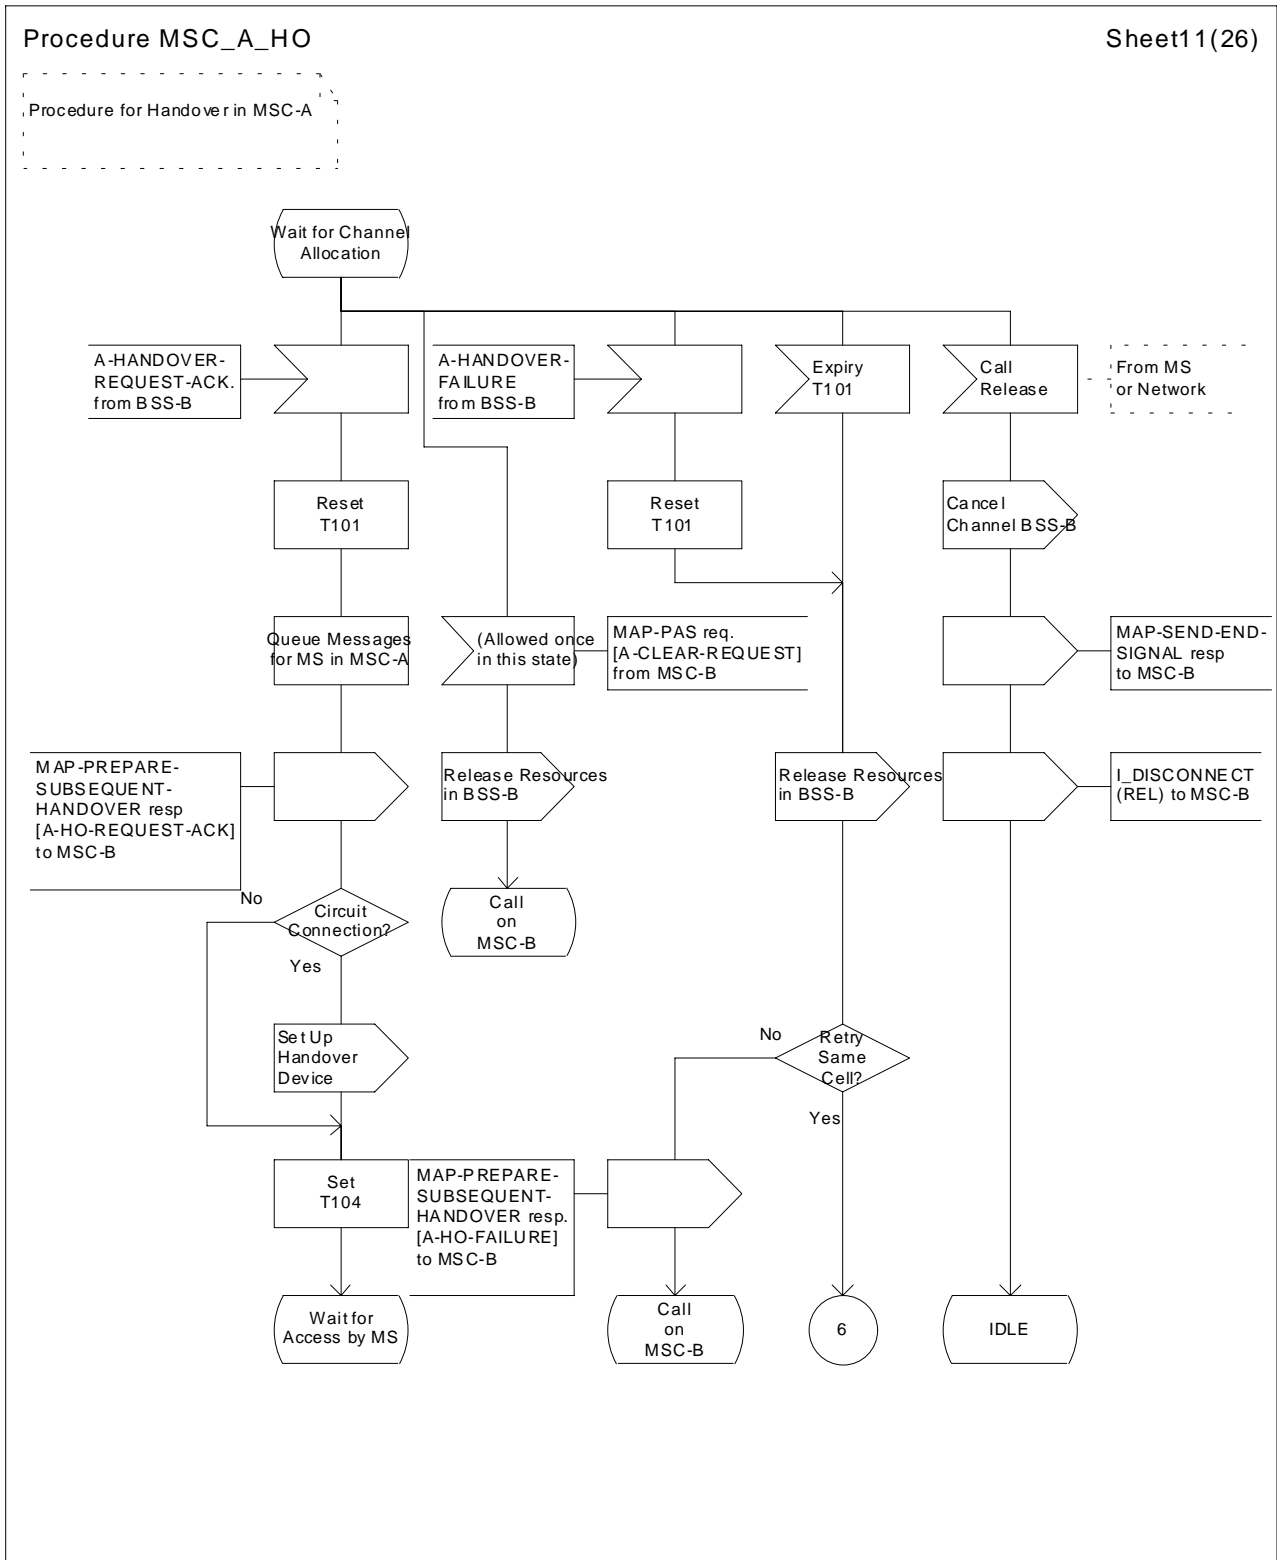 Procedure MSC_A_HO
Sheet11(26)
Procedure for Handover in MSC-A
Wait for Channel
Allocation
A-HANDOVER-
REQUEST-ACK.
from BSS-B
A-HANDOVER-
FAILURE
from BSS-B
Expiry
T101
Call
Release
From MS
or Network
Reset
T101
Reset
T101
Cancel
Channel BSS-B
Queue Messages
for MS in MSC-A
(Allowed once
in this state)
MAP-PAS req.
[A-CLEAR-REQUEST]
from MSC-B
MAP-SEND-END-
SIGNAL resp
to MSC-B
MAP-PREPARE-
SUBSEQUENT-
HANDOVER resp
[A-HO-REQUEST-ACK]
to MSC-B
Release Resources
in BSS-B
Release Resources
in BSS-B
I_DISCONNECT
(REL) to MSC-B
No
Circuit
Connection?
Yes
Call
on
MSC-B
Set Up
Handover
Device
No
Retry
Same
Cell?
Yes
Set
T104
MAP-PREPARE-
SUBSEQUENT-
HANDOVER resp.
[A-HO-FAILURE]
to MSC-B
Wait for
Access by MS
Call
on
MSC-B
6
IDLE